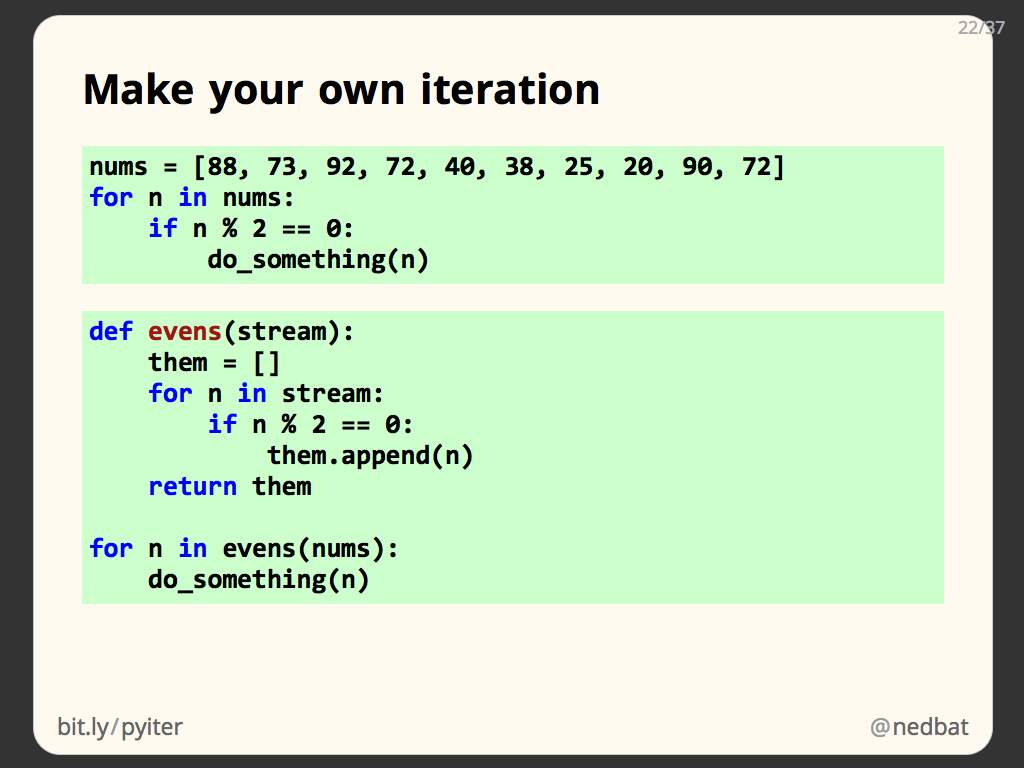 22/37
Make your own iteration
nums = [88, 73, 92, 72, 40, 38, 25, 20, 90, 72]
for n in nums:
    if n % 2 == 0:
        do_something(n)
def evens(stream):
    them = []
    for n in stream:
        if n % 2 == 0:
            them.append(n)
    return them
for n in evens(nums):
    do_something(n)
bit.ly/pyiter
@nedbat